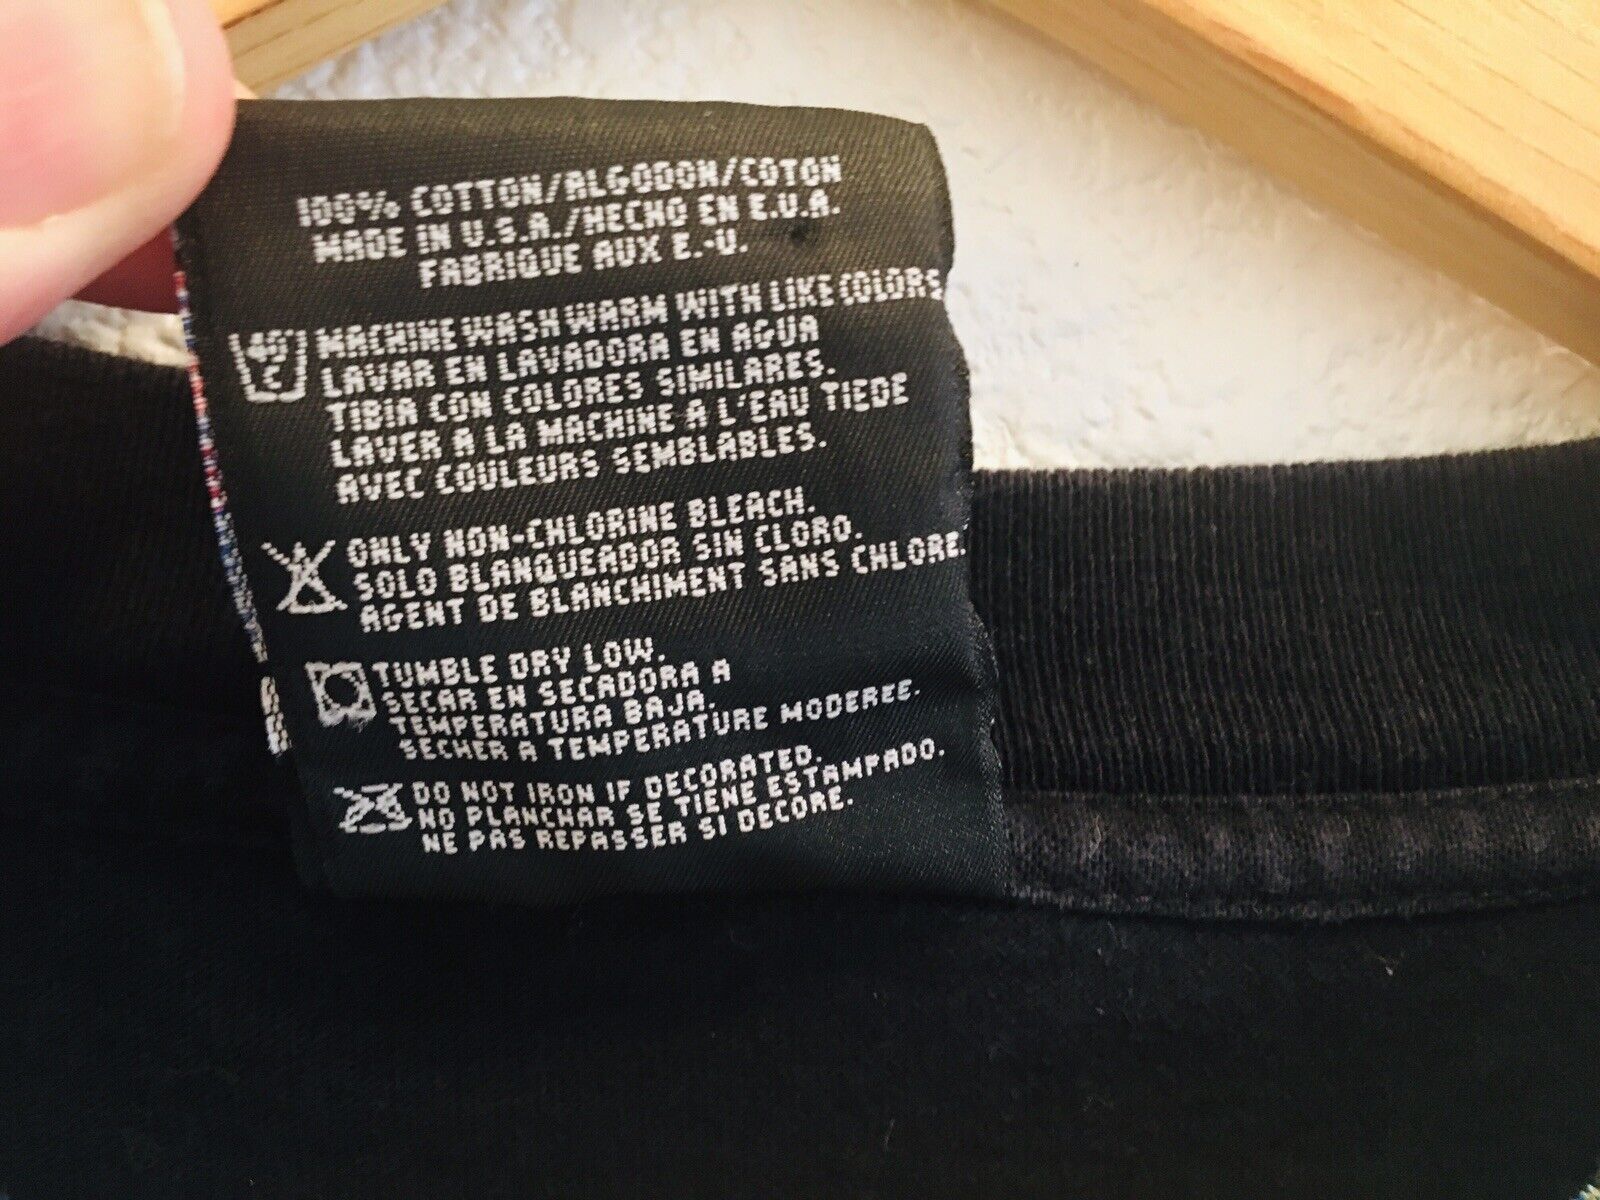 100% COTTON/ALGODON/COTON
MADE IN U.S.A./HECHO EN E.U.A.
FABRIQUE AUX E.-U.
MACHINE WASH WARM WITH LIKE COLORS
LAVAR EN LAVADORA EN AGUA
TIBIA CON COLORES SIMILARES.
LAVER A LA MACHINE A L'EAU TIEDE
AVEC COULEURS SEMBLABLES.
ONLY NON-CHLORINE BLEACH.
SOLO BLANQUEADOR SIN CLORO.
AGENT DE BLANCHIMENT SANS CHLORE.
TUMBLE DRY LOW.
SECAR EN SECADORA A
TEMPERATURA BAJA.
SECHER A TEMPERATURE MODEREE.
DO NOT IRON IF DECORATED.
NO PLANCHAR SE TIENE ESTAMPADO.
NE PAS REPASSER SI DECORE.